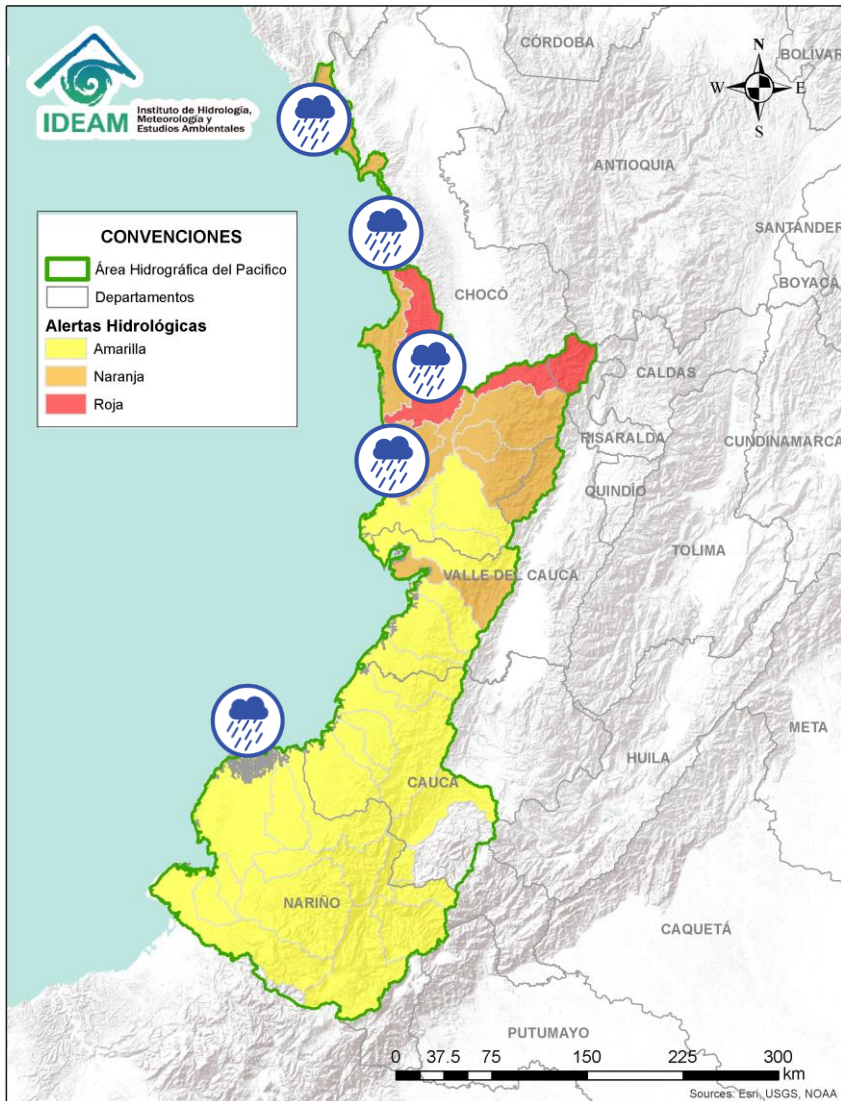 IDEAM
Instituto de Hidrología,
Meteorología y
Estudios Ambientales
CÓRDOBA
BOLÍVAR
N
W
E
S
ANTIOQUIA
SANTANDER
BOYACÁ
CONVENCIONES
Área Hidrográfica del Pacifico
Departamentos
Alertas Hidrológicas
Amarilla
Naranja
Roja
CHOCÓ
CALDAS
RISARALDA
CUNDINAMARCA
QUINDÍO
TOLIMA
VALLE DEL CAUCA
META
HUILA
CAUCA
NARIÑO
CAQUETÁ
PUTUMAYO
0 37.5 75 150 225 300
km
Sources: Esri, USGS, NOAA